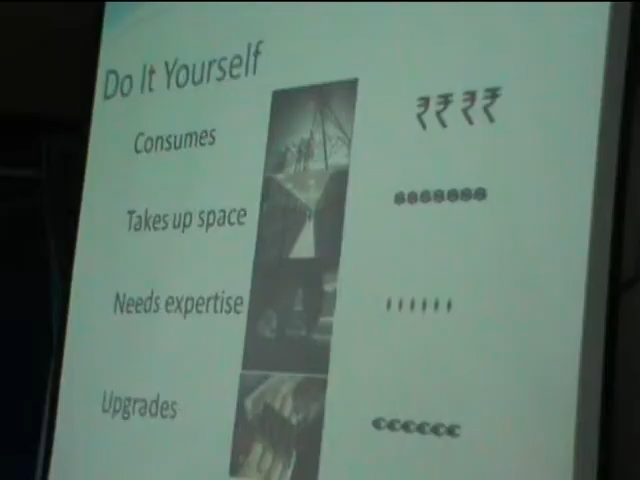 Do It Yourself
Consumes
₹₹ ₹₹
Takes up space
Needs expertise
Upgrades